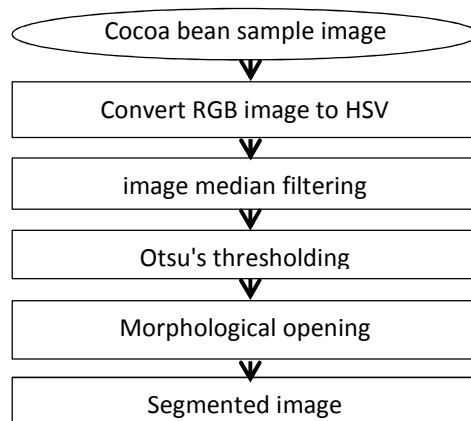 Cocoa bean sample image
Convert RGB image to HSV
image median filtering
Otsu's thresholding
Morphological opening
Segmented image